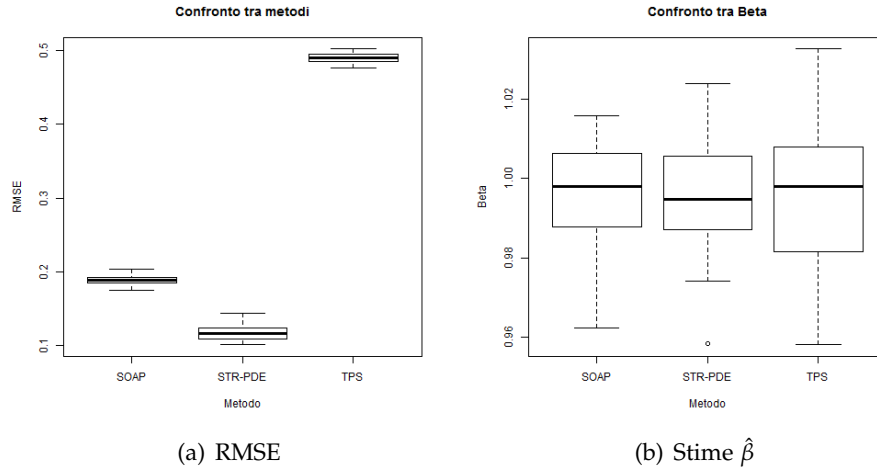 Confronto tra metodi
RMSE
0.5
0.4
0.3
0.2
0.1
SOAP STR-PDE TPS
Metodo
(a) RMSE
Confronto tra Beta
Beta
1.02
1.00
0.98
0.96
SOAP STR-PDE TPS
Metodo
(b) Stime β̂